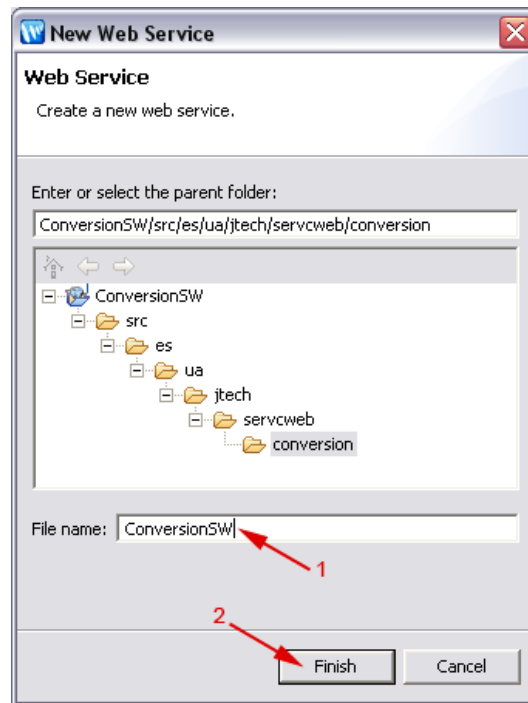 New Web Service
Web Service
Create a new web service.
Enter or select the parent folder:
ConversionSW/src/es/ua/jtech/servcweb/conversion
ConversionSW
src
es
ua
jtech
servcweb
conversion
File name: ConversionSW
1
2
Finish Cancel